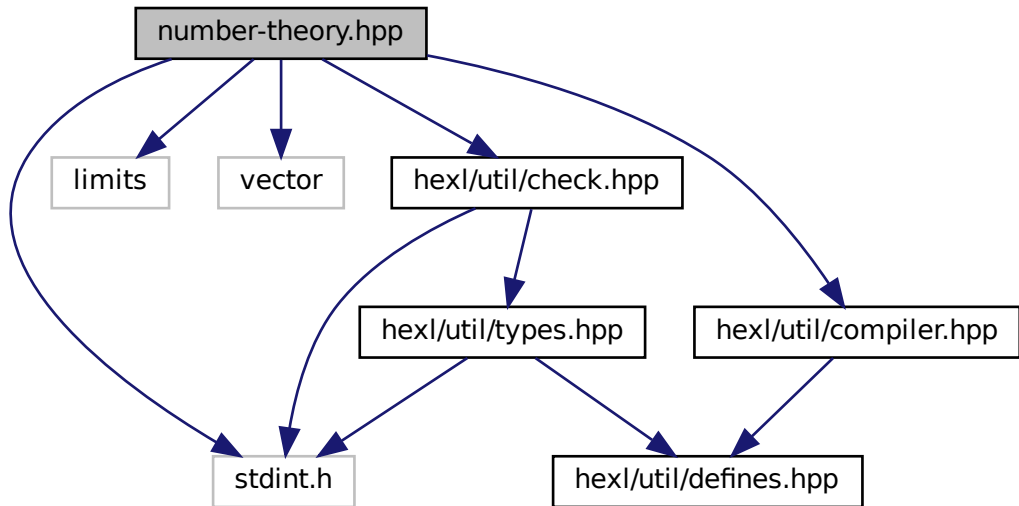 number-theory.hpp
limits
vector
hexl/util/check.hpp
hexl/util/types.hpp
hexl/util/compiler.hpp
stdint.h
hexl/util/defines.hpp